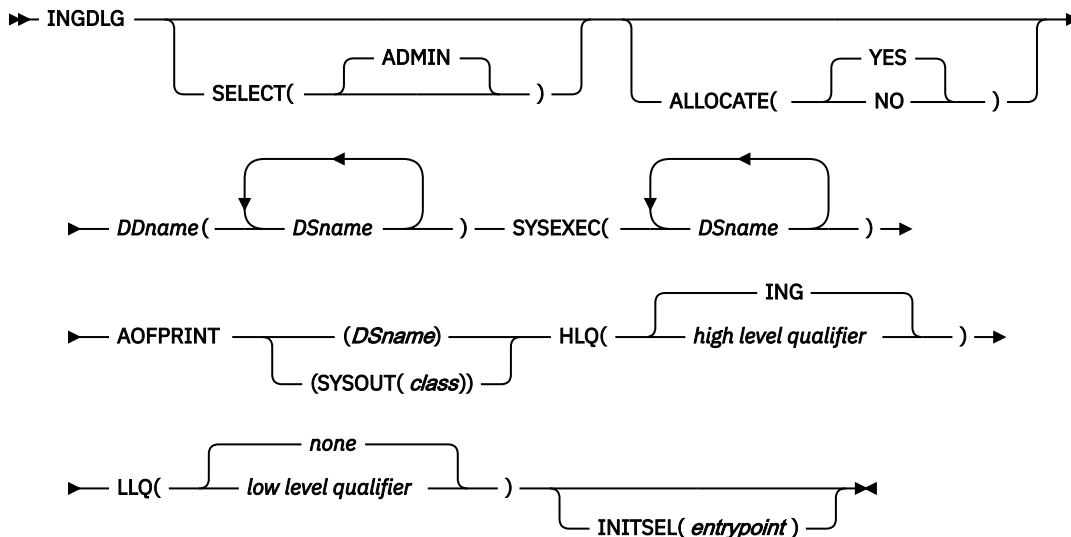 INGDLG
ADMIN
SELECT( )
YES
ALLOCATE( NO )
DDname( DSname ) SYSEXEC( DSname )
ING
AOFPRINT (DSname) HLQ( high level qualifier )
(SYSOUT( class))
none
LLQ( low level qualifier )
INITSEL( entrypoint )